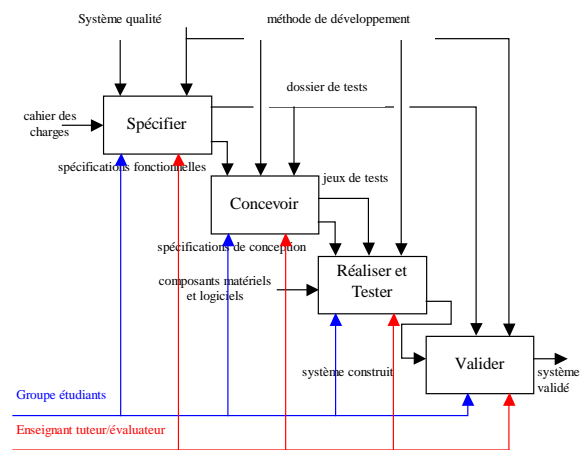 Système qualité
méthode de développement
dossier de tests
cahier des
charges
Spécifier
spécifications fonctionnelles
jeux de tests
Concevoir
spécifications de conception
composants matériels
et logiciels
Réaliser et
Tester
système construit
Valider
système
validé
Groupe étudiants
Enseignant tuteur/évaluateur